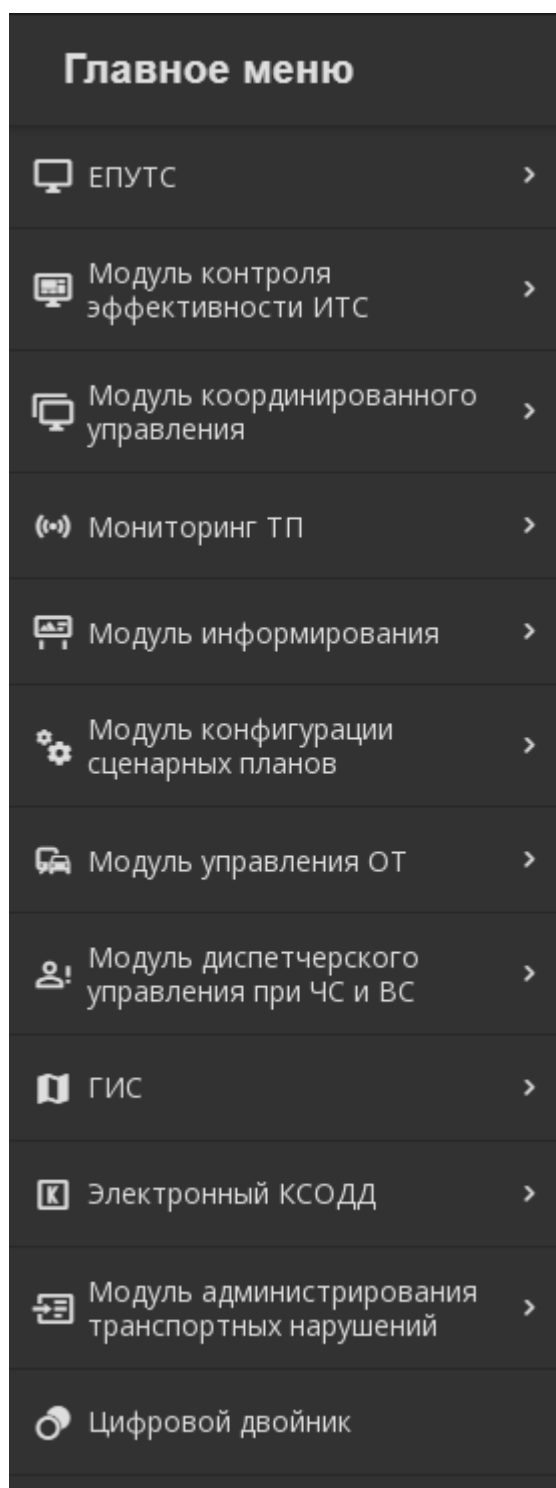 Главное меню
ЕПУТС
Модуль контроля
эффективности ИТС
Модуль координированного
управления
Мониторинг ТП
Модуль информирования
Модуль конфигурации
сценарных планов
Модуль управления ОТ
Модуль диспетчерского
управления при ЧС и ВС
ГИС
Электронный КСОДД
Модуль администрирования
транспортных нарушений
Цифровой двойник